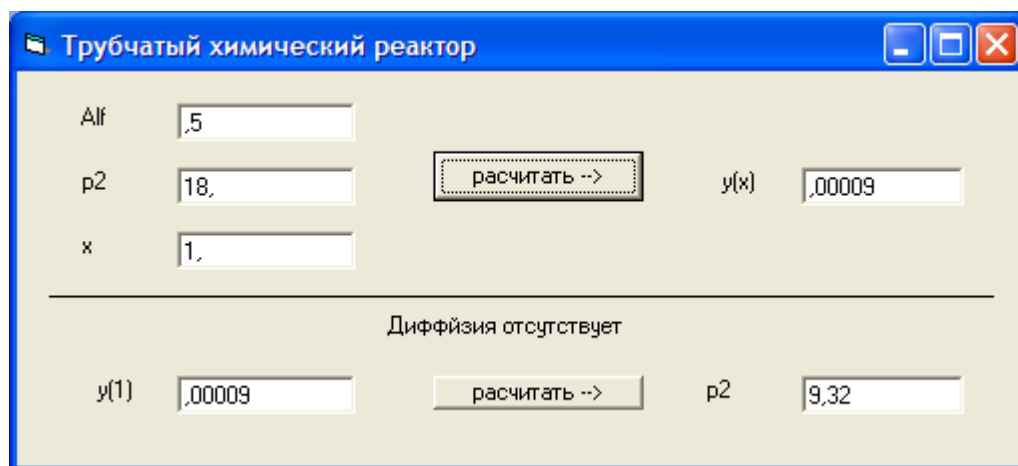 Трубчатый химический реактор
Alf ,5
p2 18, расчитать --> y(x) ,00009
x 1,
Диффйзия отсутствует
y(1) ,00009 расчитать --> p2 9,32